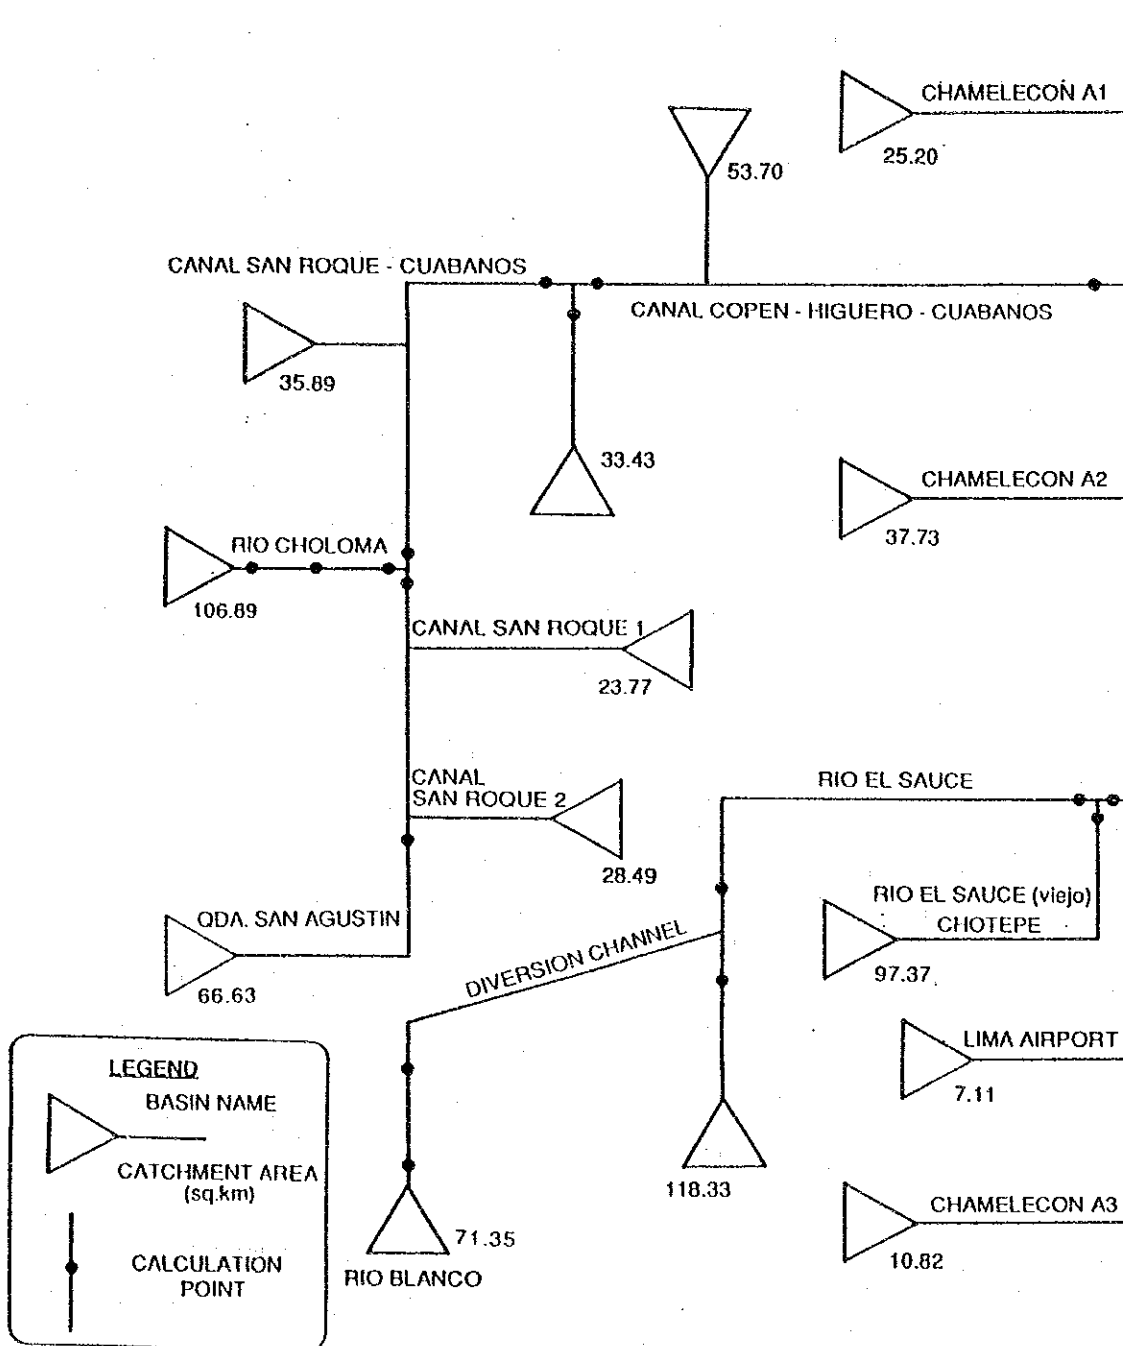 CHAMELECON A1
25.20
53.70
CANAL SAN ROQUE - CUABANOS
CANAL COPEN - HIGUERO - CUABANOS
35.89
33.43
CHAMELECON A2
37.73
RIO CHOLOMA
106.89
CANAL SAN ROQUE 1
23.77
CANAL
SAN ROQUE 2
28.49
RIO EL SAUCE
QDA. SAN AGUSTIN
66.63
RIO EL SAUCE (viejo)
CHOTEPE
97.37
DIVERSION CHANNEL
LIMA AIRPORT
7.11
118.33
71.35
RIO BLANCO
CHAMELECON A3
10.82
LEGEND
BASIN NAME
CATCHMENT AREA
(sq.km)
CALCULATION
POINT